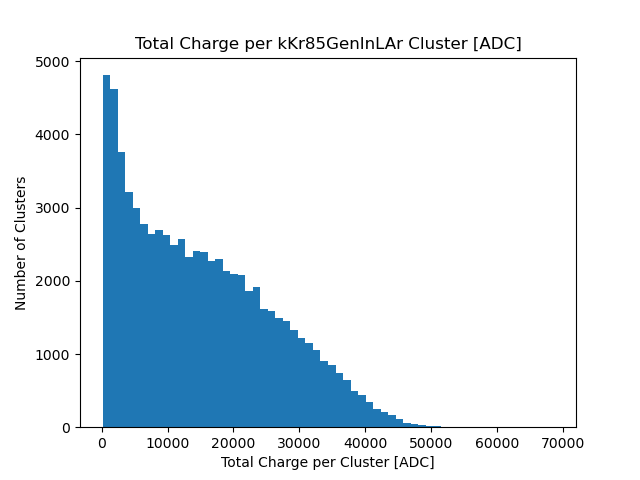 Total Charge per kKr85GenInLAr Cluster [ADC]
5000
4000
3000
2000
1000
0
Number of Clusters
0 10000 20000 30000 40000 50000 60000 70000
Total Charge per Cluster [ADC]